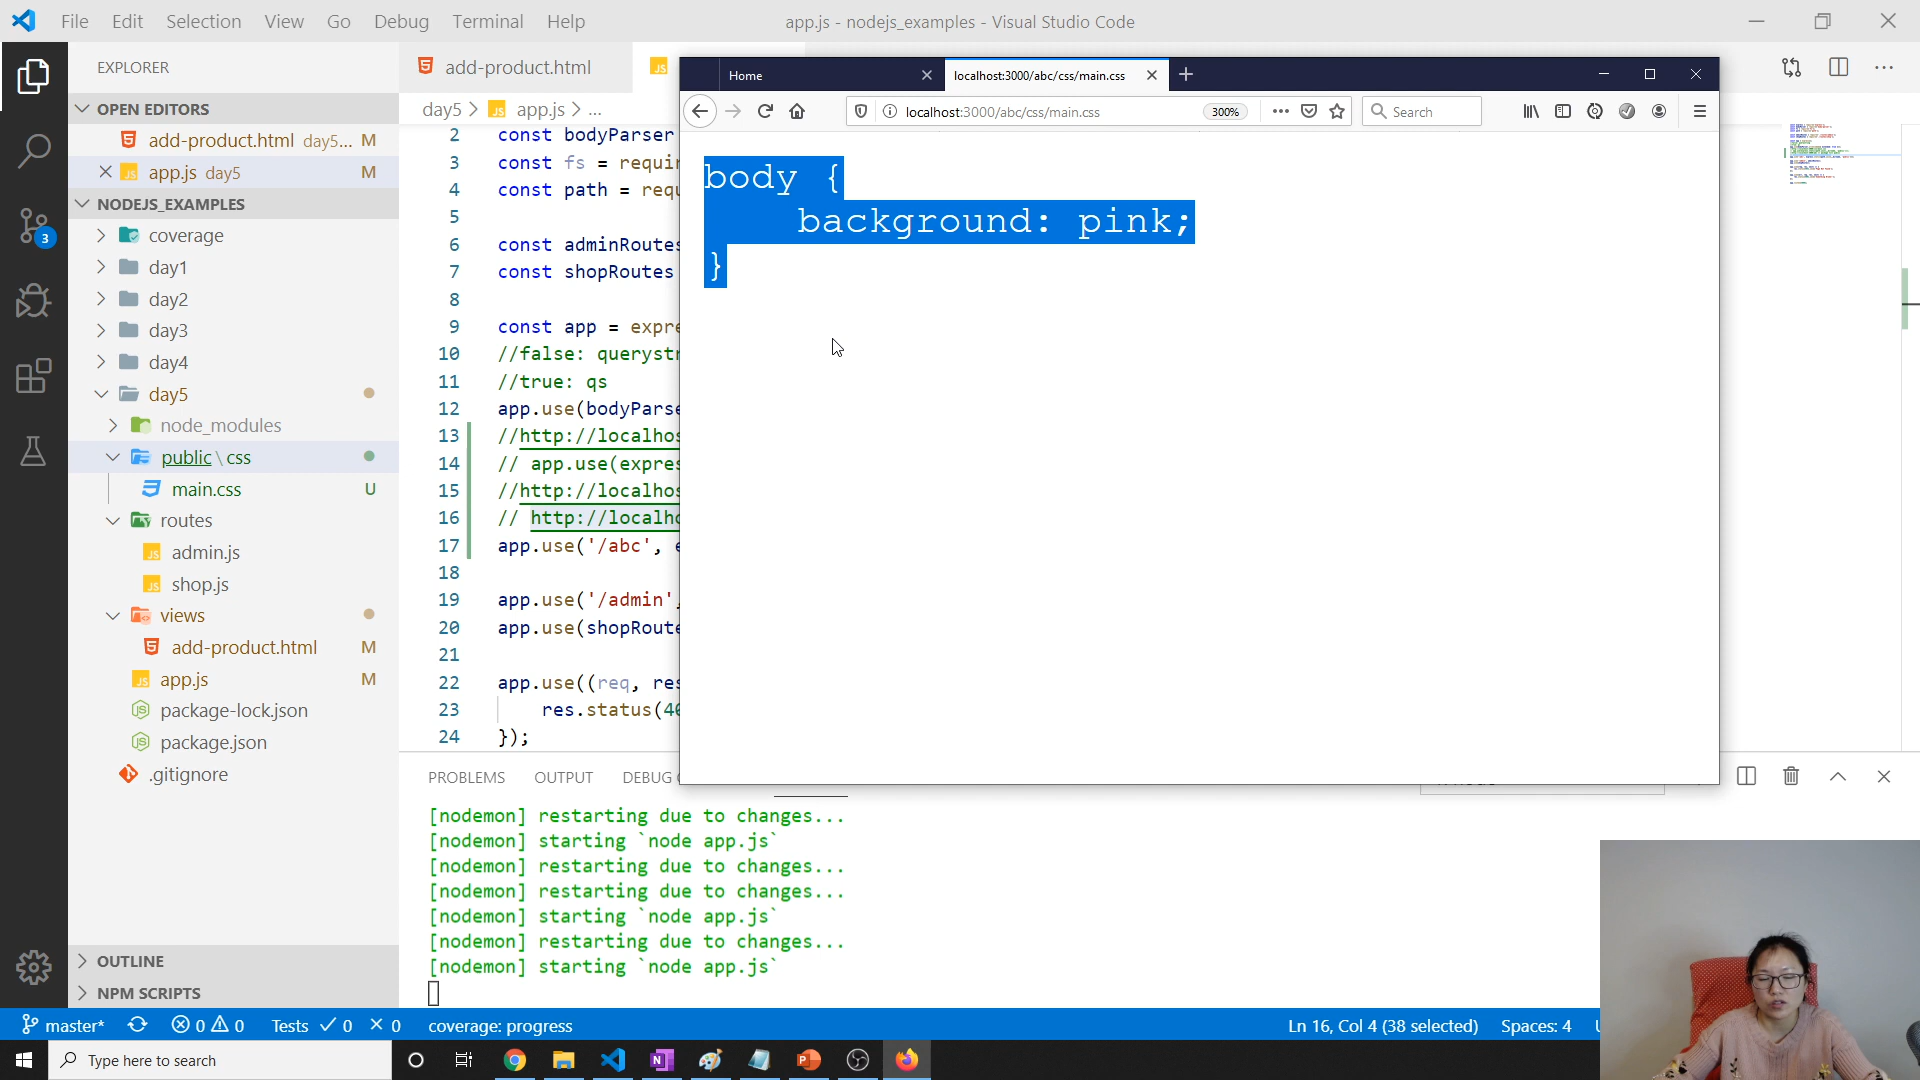 File Edit Selection View Go Debug Terminal Help
app.js - nodejs_examples - Visual Studio Code
EXPLORER
OPEN EDITORS
add-product.html day5... M
app.js day5 M
NODEJS_EXAMPLES
coverage
day1
day2
day3
day4
day5
node_modules
public \ css
main.css U
routes
admin.js
shop.js
views
add-product.html M
app.js M
package-lock.json
package.json
.gitignore
OUTLINE
NPM SCRIPTS
add-product.html
day5 > app.js > ...
2 const bodyParser
3 const fs = requir
4 const path = requ
5
6 const adminRoutes
7 const shopRoutes
8
9 const app = expre
10 //false: querystr
11 //true: qs
12 app.use(bodyParse
13 //http://localhos
14 // app.use(expres
15 //http://localhos
16 // http://localho
17 app.use('/abc', e
18
19 app.use('/admin',
20 app.use(shopRoute
21
22 app.use((req, res
23 res.status(40
24 });
Home
localhost:3000/abc/css/main.css
localhost:3000/abc/css/main.css
300%
Search
body {
background: pink;
}
PROBLEMS OUTPUT DEBUG
[nodemon] restarting due to changes...
[nodemon] starting `node app.js`
[nodemon] restarting due to changes...
[nodemon] restarting due to changes...
[nodemon] starting `node app.js`
[nodemon] restarting due to changes...
[nodemon] starting `node app.js`
master* 0 0 Tests 0 0 coverage: progress
Ln 16, Col 4 (38 selected) Spaces: 4
Type here to search